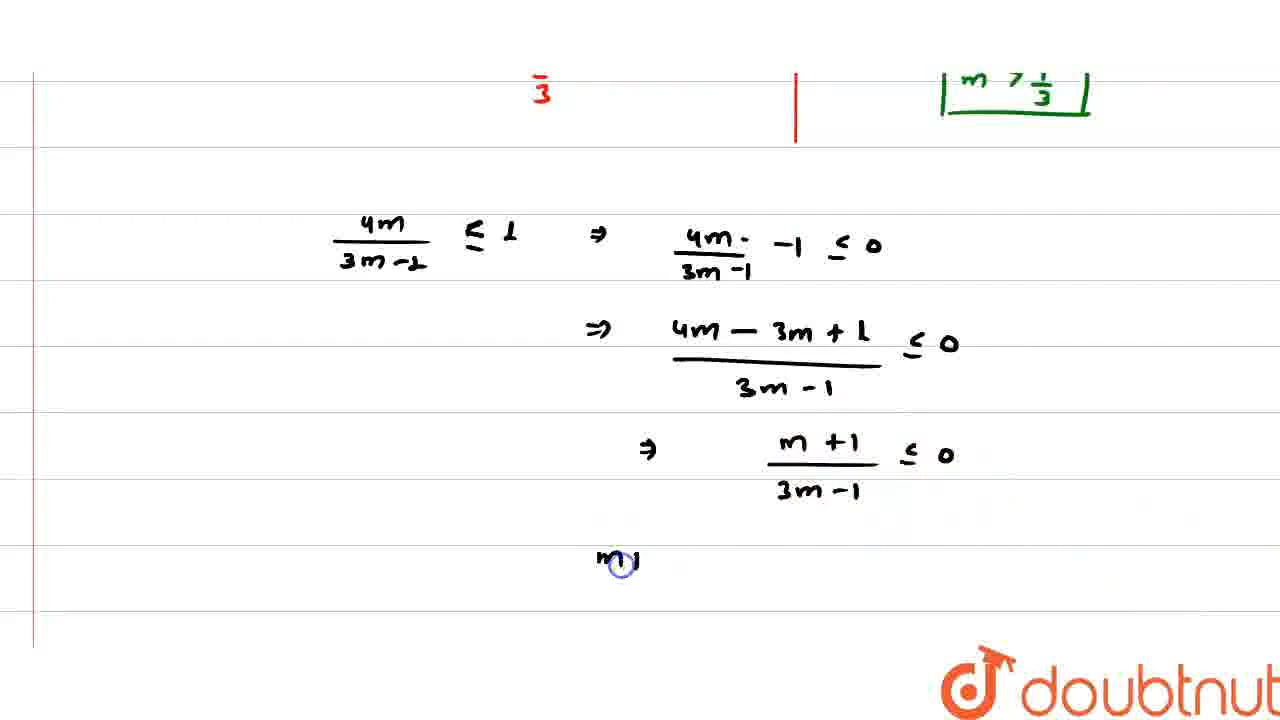 m > 1/3
3
4m/(3m-1) ≤ 1 ⇒ 4m/(3m-1) -1 ≤ 0
⇒ (4m - 3m + 1)/(3m - 1) ≤ 0
⇒ (m + 1)/(3m - 1) ≤ 0
m
doubtnut